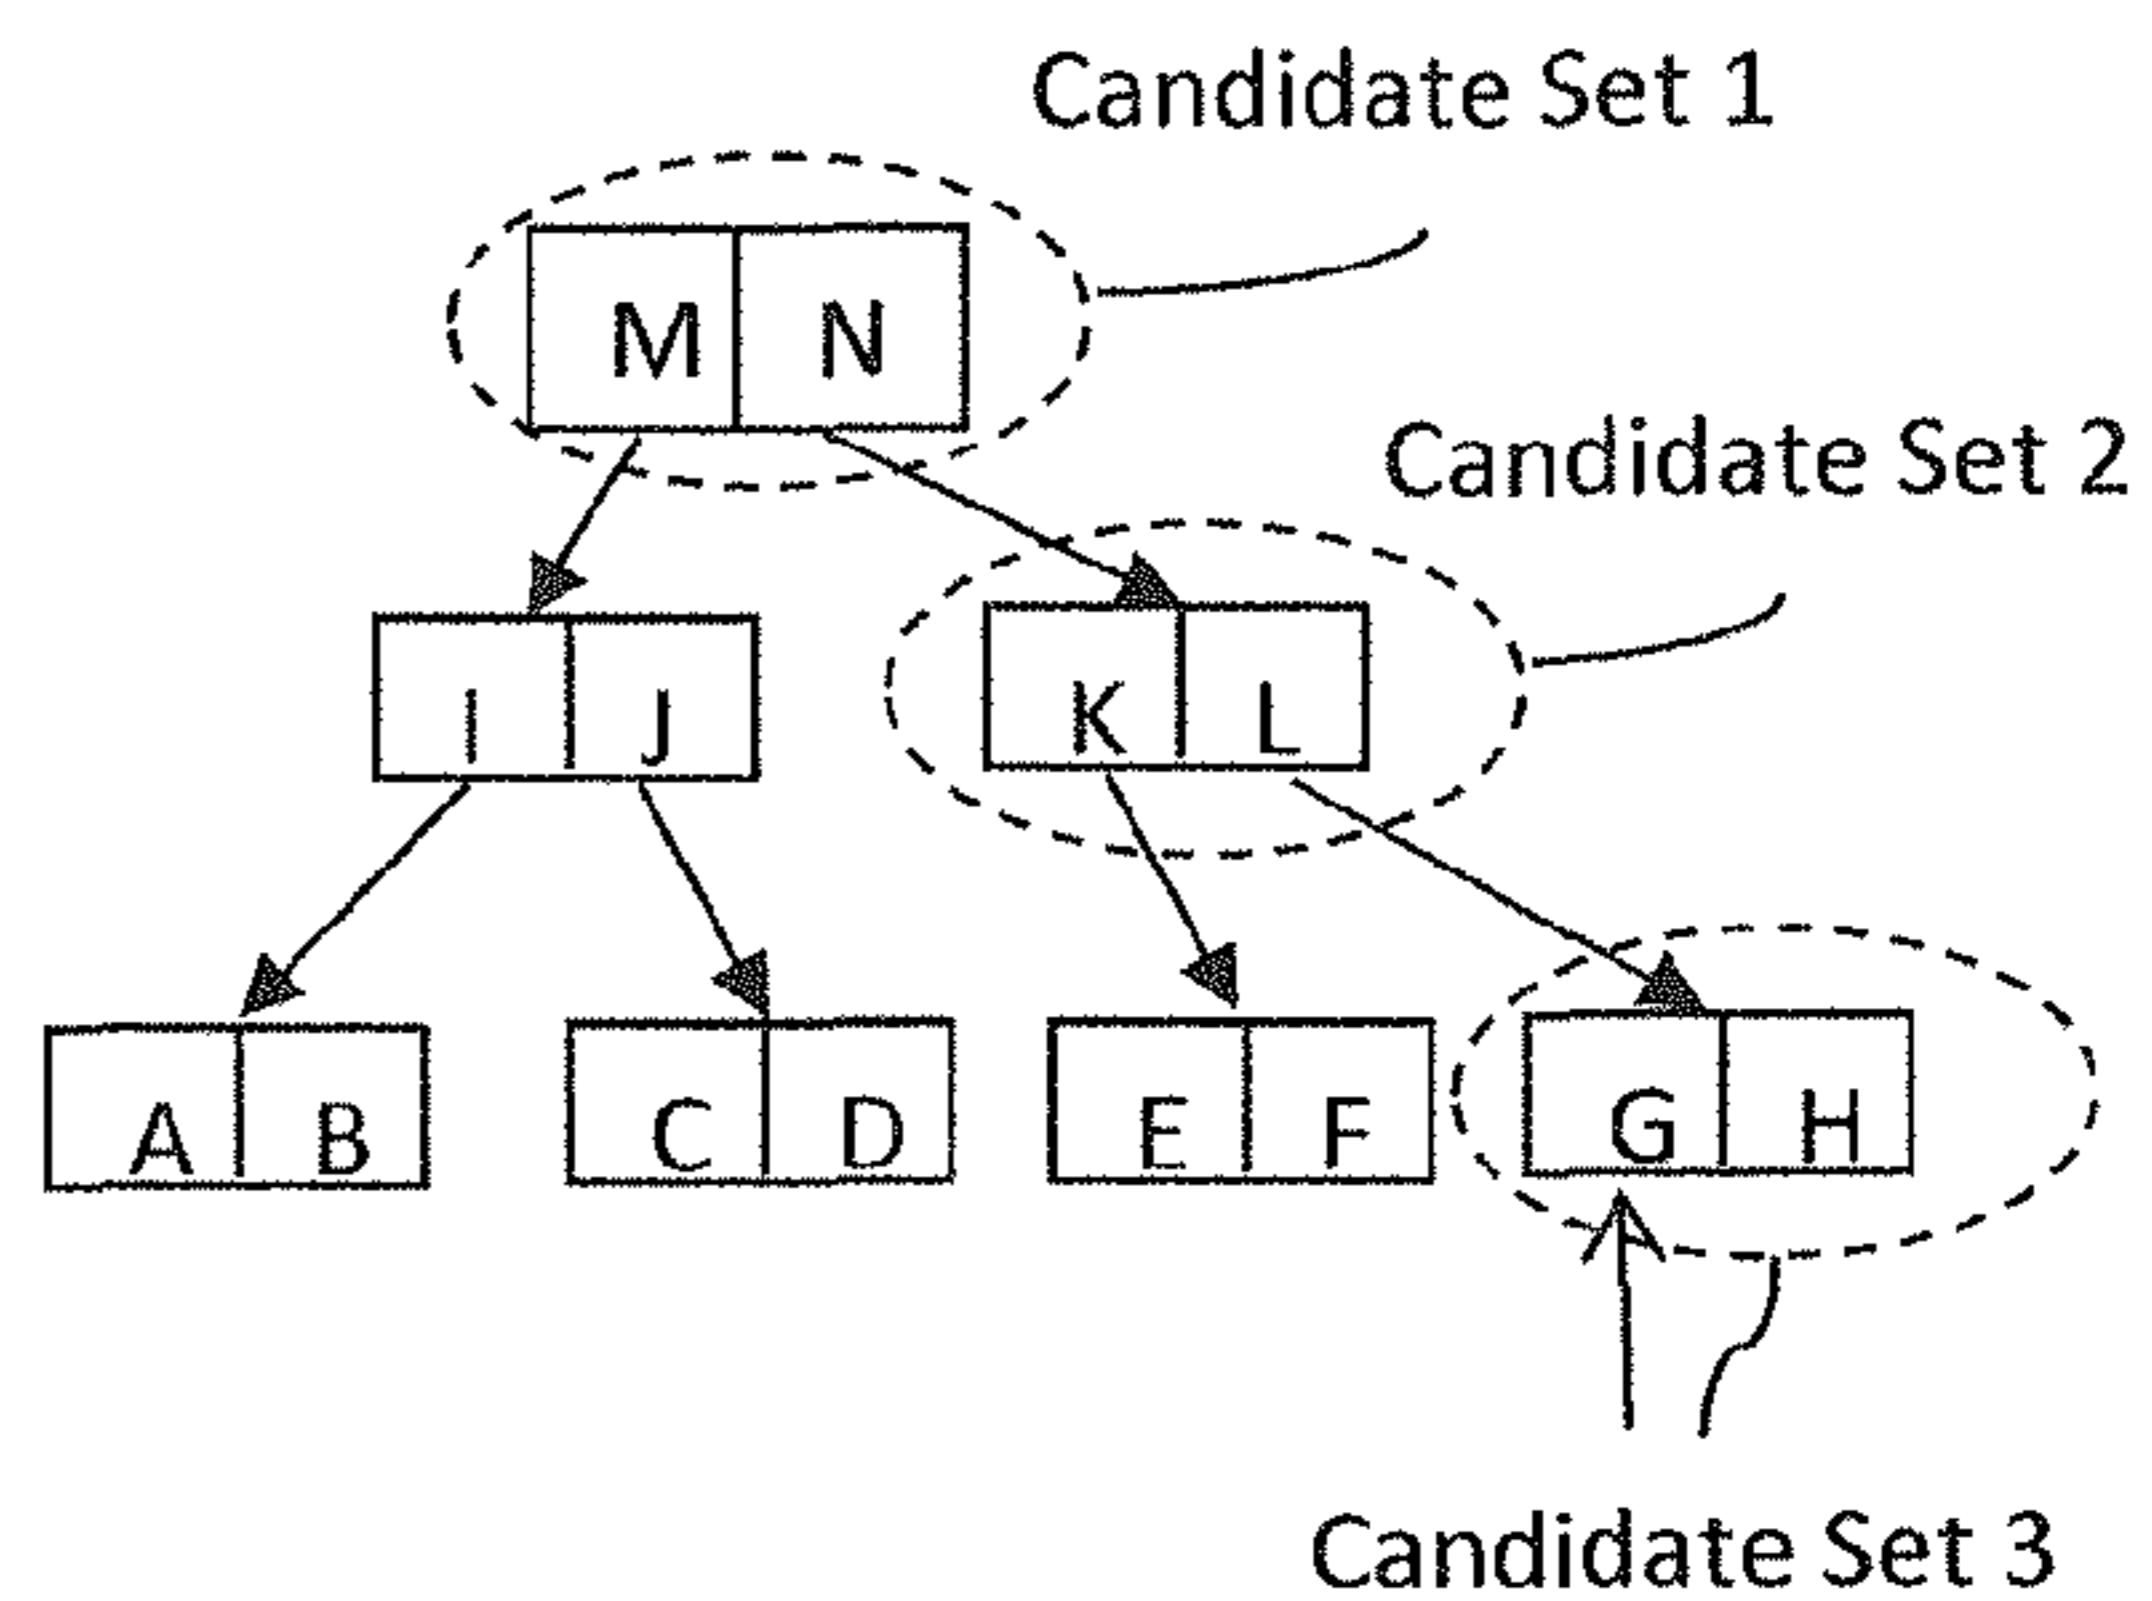 Candidate Set 1
M N
Candidate Set 2
I J K L
A B C D E F G H
Candidate Set 3